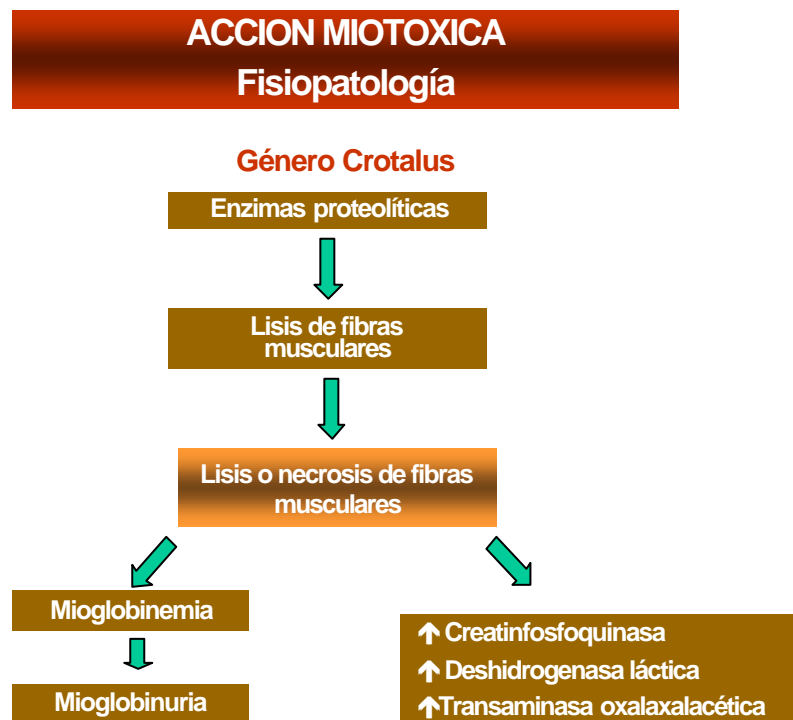 ACCION MIOTOXICA
Fisiopatología
Género Crotalus
Enzimas proteolíticas
Lisis de fibras
musculares
Lisis o necrosis de fibras
musculares
Mioglobinemia
Mioglobinuria
↑ Creatinfosfoquinasa
↑ Deshidrogenasa láctica
↑Transaminasa oxalaxalacética